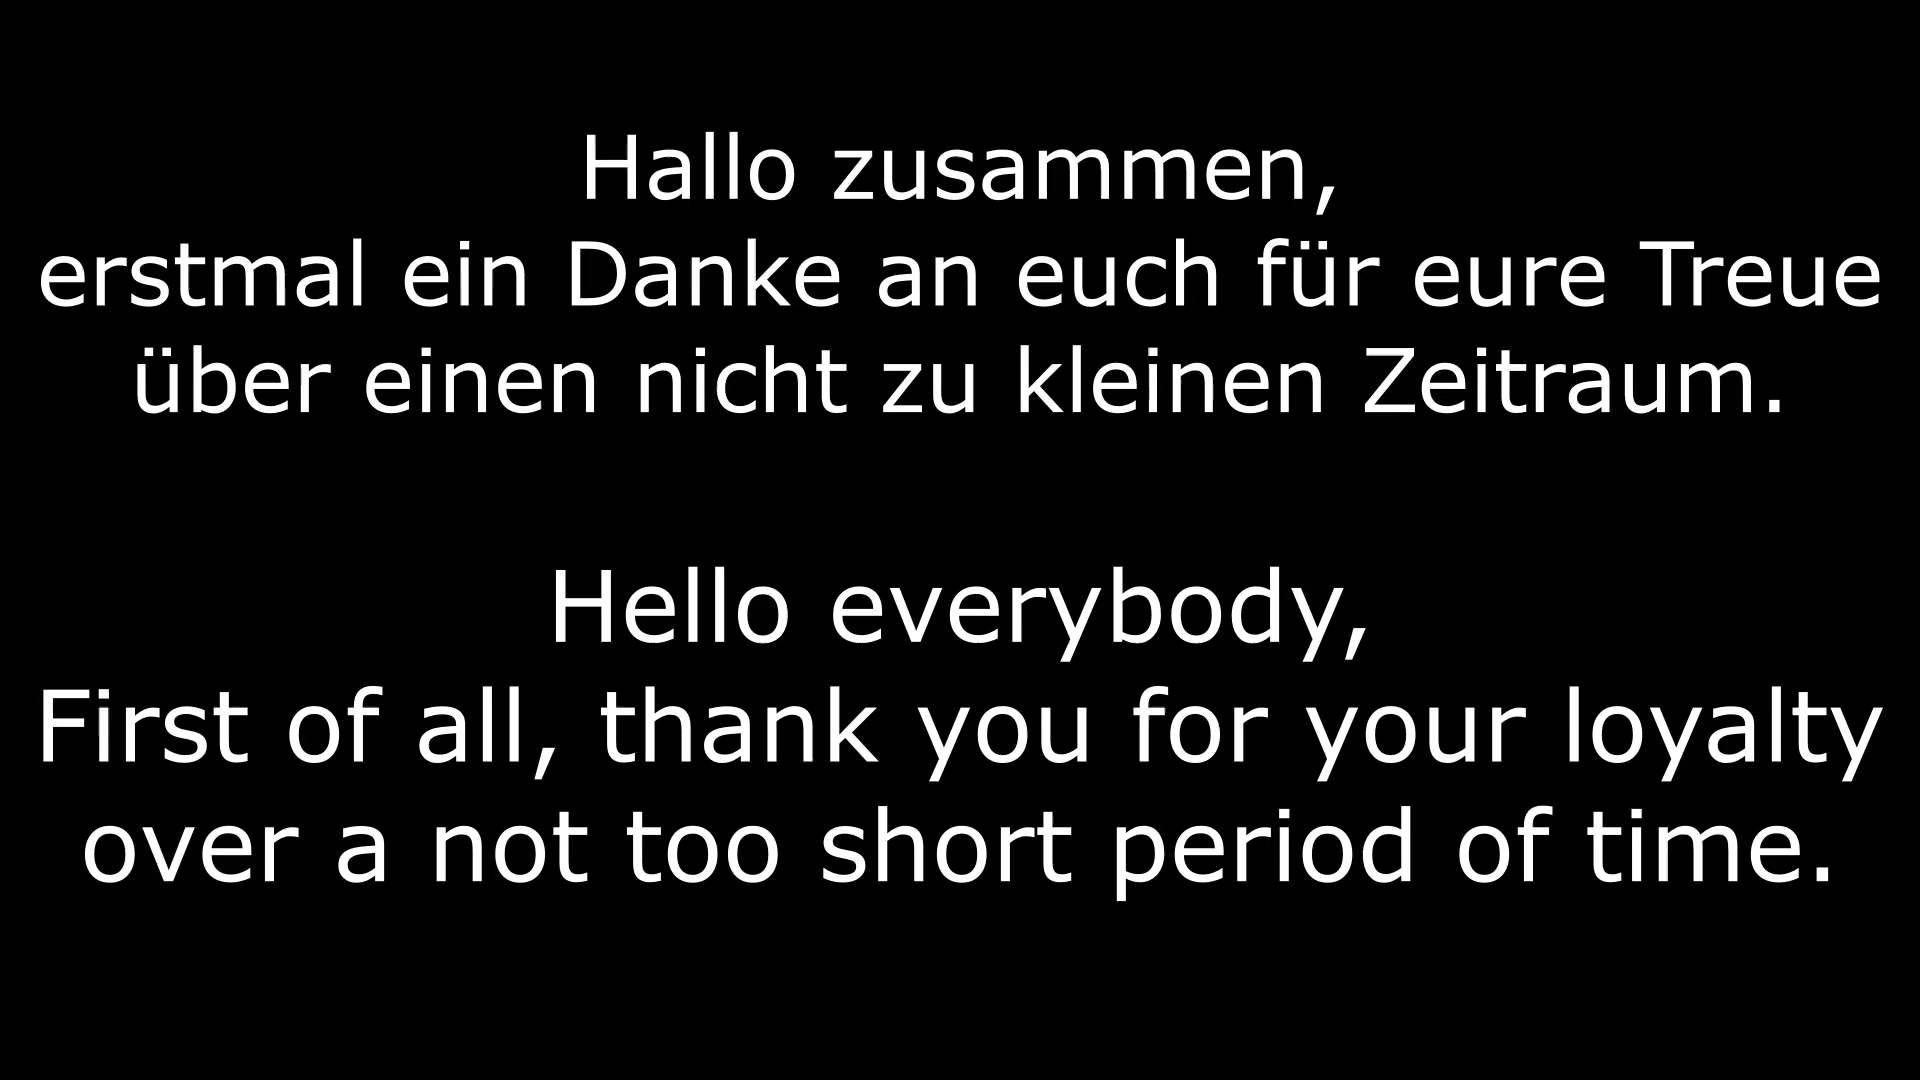 Hallo zusammen,
erstmal ein Danke an euch für eure Treue
über einen nicht zu kleinen Zeitraum.
Hello everybody,
First of all, thank you for your loyalty
over a not too short period of time.